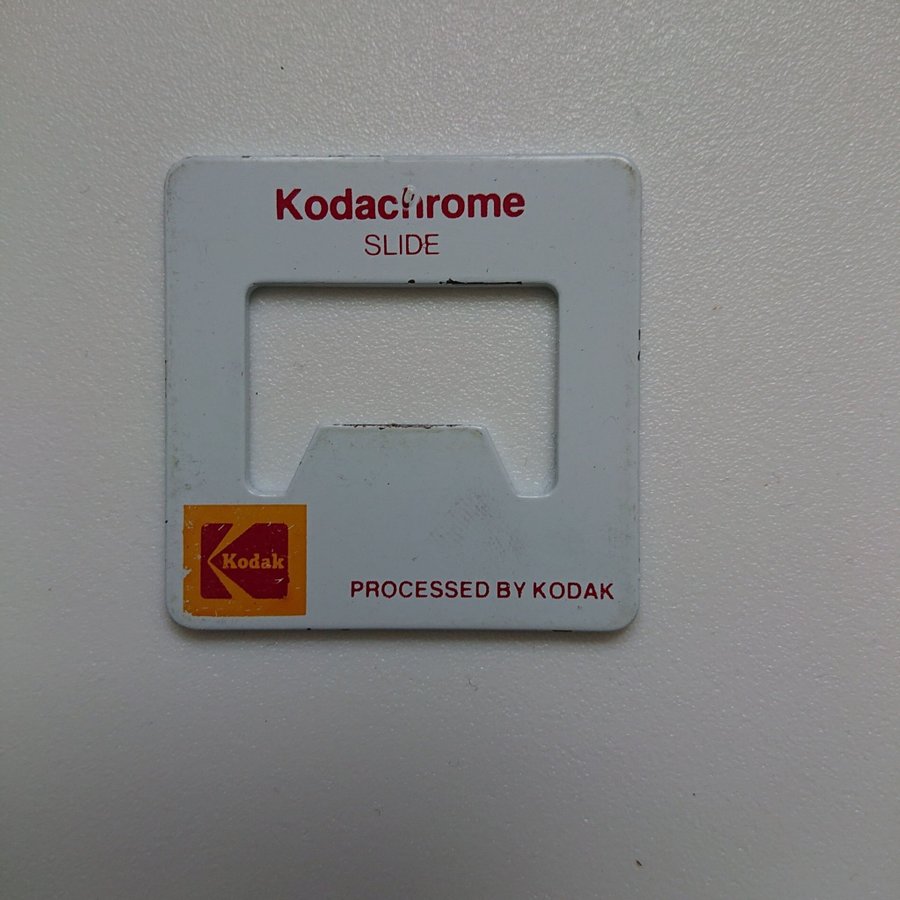 Kodachrome
SLIDE
Kodak
PROCESSED BY KODAK